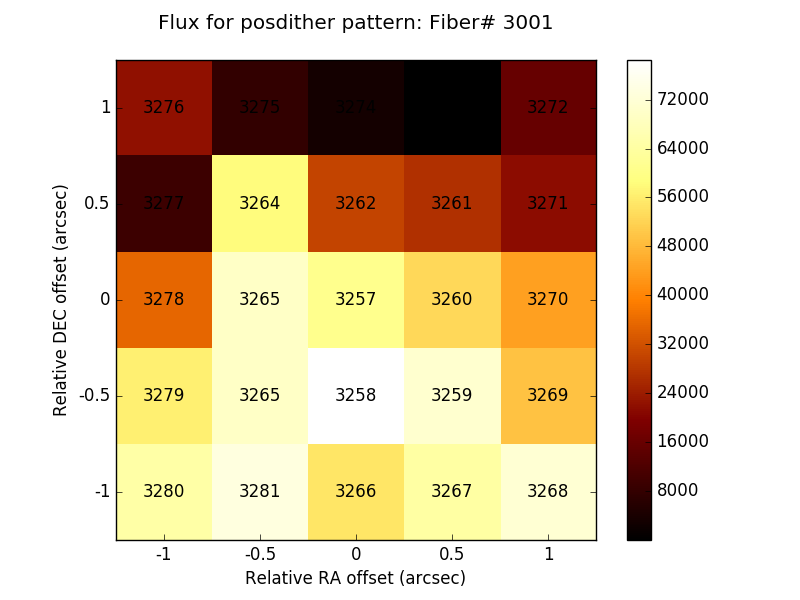 Flux for posdither pattern: Fiber# 3001
1
3276 3275 3274 3272
72000
64000
0.5
3277 3264 3262 3261 3271
56000
48000
0
3278 3265 3257 3260 3270
40000
32000
-0.5
3279 3265 3258 3259 3269
24000
16000
-1
3280 3281 3266 3267 3268
8000
-1 -0.5 0 0.5 1
Relative RA offset (arcsec)
Relative DEC offset (arcsec)